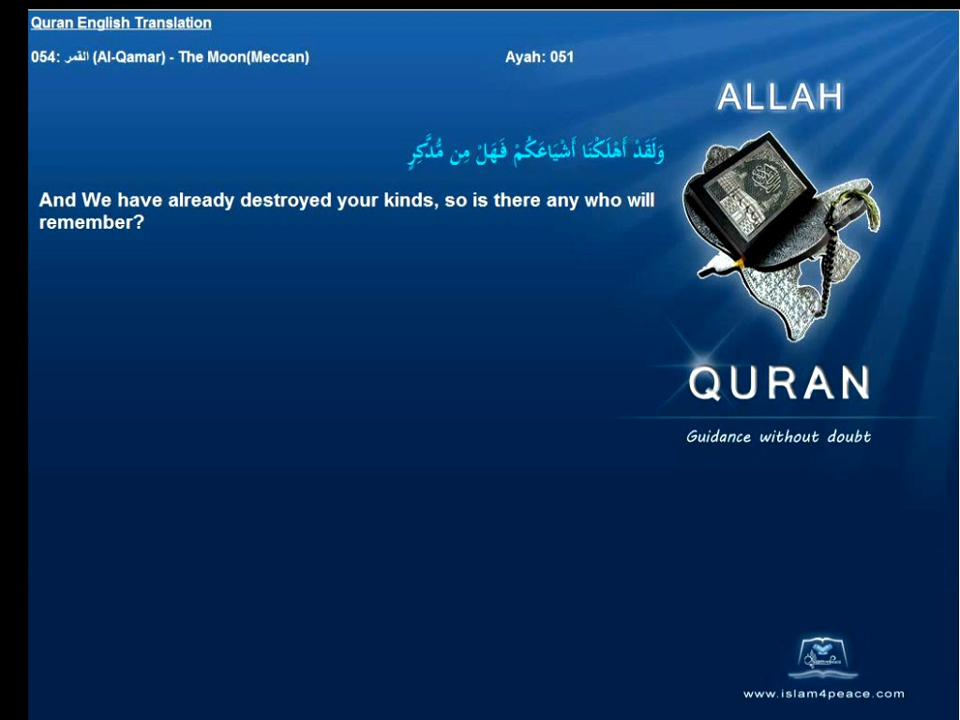 Quran English Translation
054: القمر (Al-Qamar) - The Moon(Meccan) Ayah: 051
ALLAH
وَلَقَدْ أَهْلَكْنَا أَشْيَاعَكُمْ فَهَلْ مِن مُّدَّكِرٍ
And We have already destroyed your kinds, so is there any who will
remember?
QURAN
Guidance without doubt
www.islam4peace.com